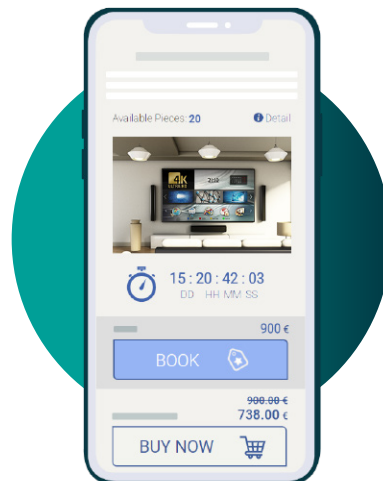 Available Pieces: 20
Detail
4K
15 : 20 : 42 : 03
DD HH MM SS
900 €
BOOK
900.00 €
738.00 €
BUY NOW